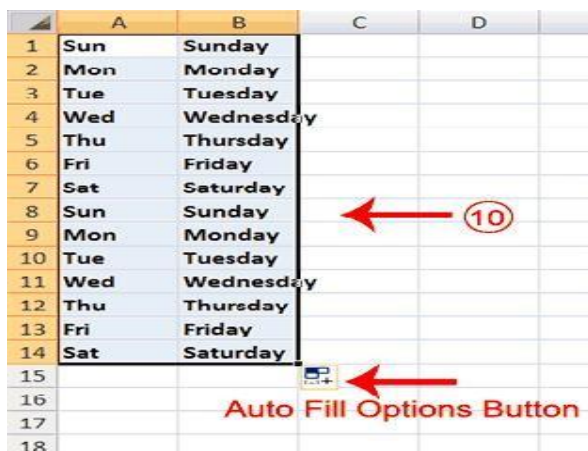 A B C D
1 Sun Sunday
2 Mon Monday
3 Tue Tuesday
4 Wed Wednesday
5 Thu Thursday
6 Fri Friday
7 Sat Saturday
8 Sun Sunday 10
9 Mon Monday
10 Tue Tuesday
11 Wed Wednesday
12 Thu Thursday
13 Fri Friday
14 Sat Saturday
15
16
Auto Fill Options Button
17
18